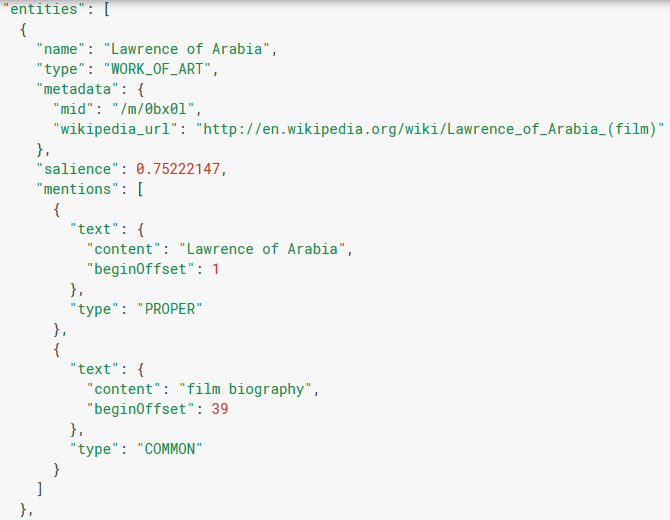 "entities": [
{
"name": "Lawrence of Arabia",
"type": "WORK_OF_ART",
"metadata": {
"mid": "/m/0bx0l",
"wikipedia_url": "http://en.wikipedia.org/wiki/Lawrence_of_Arabia_(film)"
},
"salience": 0.75222147,
"mentions": [
{
"text": {
"content": "Lawrence of Arabia",
"beginOffset": 1
},
"type": "PROPER"
},
{
"text": {
"content": "film biography",
"beginOffset": 39
},
"type": "COMMON"
}
]
},